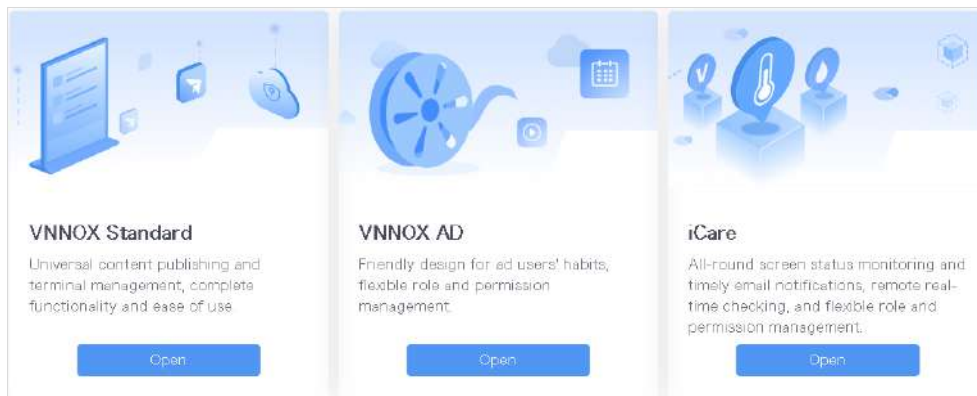 VNNOX Standard
Universal content publishing and
terminal management, complete
functionality and ease of use
Open
VNNOX AD
Friendly design for ad users' habits,
flexible role and permission
management.
Open
iCare
All-round screen status monitoring and
timely email notifications, remote real-
time checking, and flexible role and
permission management.
Open